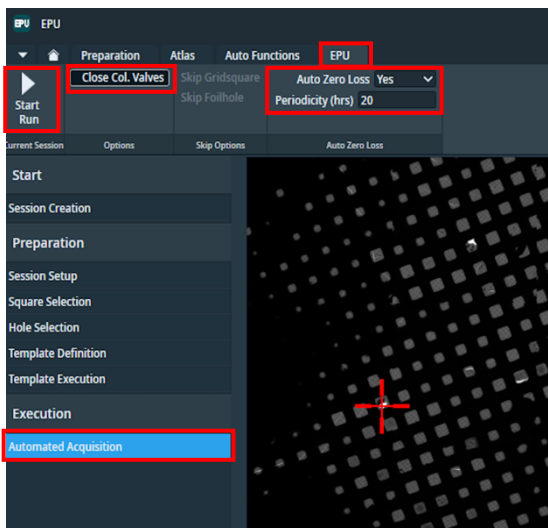 EPU EPU
Preparation Atlas Auto Functions EPU
Start Run
Close Col. Valves
Skip Gridsquare
Skip Foilhole
Auto Zero Loss Yes
Periodicity (hrs) 20
Current Session Options Skip Options Auto Zero Loss
Start
Session Creation
Preparation
Session Setup
Square Selection
Hole Selection
Template Definition
Template Execution
Execution
Automated Acquisition